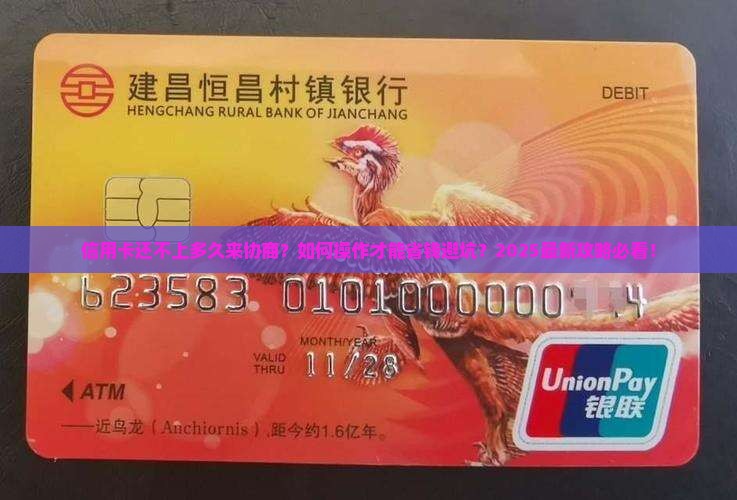 建昌恒昌村镇银行
HENGCHANG RURAL BANK OF JIANCHANG
DEBIT
信用卡还不上多久来协商？如何操作才能省钱避坑？2025最新攻略必看！
623583 0101000000 4
MONTH/YEAR
VALID THRU 11/28
ATM
UnionPay
银联
——近鸟龙（Anchiornis）,距今约1.6亿年。